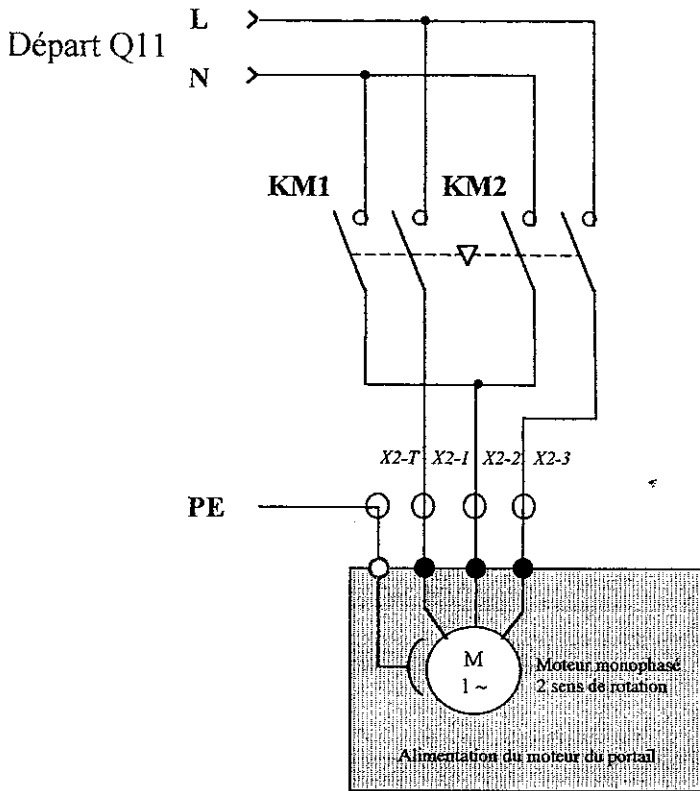 L
Départ Q11
N
KM1 KM2
X2-T X2-1 X2-2 X2-3
PE
M
1 ~
Moteur monophasé
2 sens de rotation
Alimentation du moteur du portail